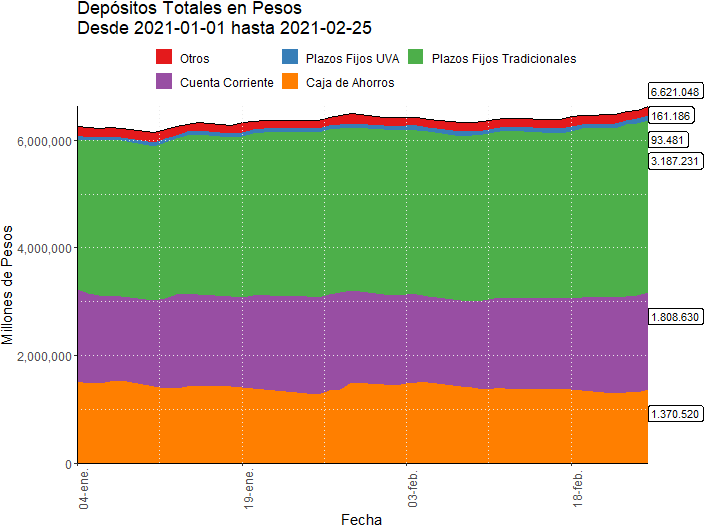 Depósitos Totales en Pesos
Desde 2021-01-01 hasta 2021-02-25
Otros
Plazos Fijos UVA
Plazos Fijos Tradicionales
Cuenta Corriente
Caja de Ahorros
6.621.048
161.186
93.481
3.187.231
1.808.630
1.370.520
6,000,000
4,000,000
2,000,000
0
Millones de Pesos
04-ene.
19-ene.
03-feb.
18-feb.
Fecha